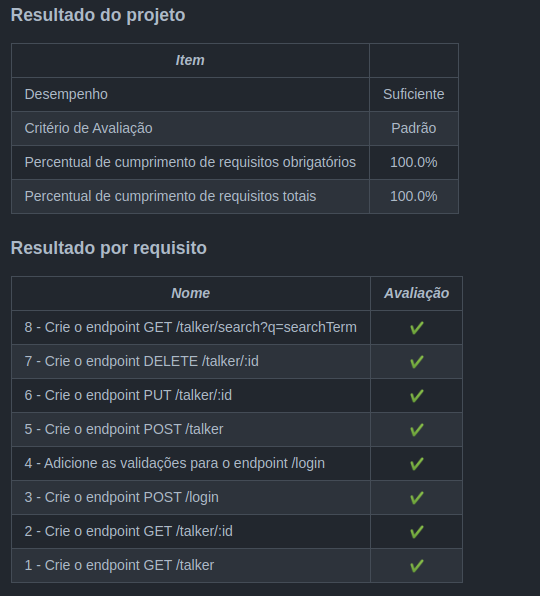 Resultado do projeto
Item
Desempenho Suficiente
Critério de Avaliação Padrão
Percentual de cumprimento de requisitos obrigatórios 100.0%
Percentual de cumprimento de requisitos totais 100.0%
Resultado por requisito
Nome Avaliação
8 - Crie o endpoint GET /talker/search?q=searchTerm ✔
7 - Crie o endpoint DELETE /talker/:id ✔
6 - Crie o endpoint PUT /talker/:id ✔
5 - Crie o endpoint POST /talker ✔
4 - Adicione as validações para o endpoint /login ✔
3 - Crie o endpoint POST /login ✔
2 - Crie o endpoint GET /talker/:id ✔
1 - Crie o endpoint GET /talker ✔